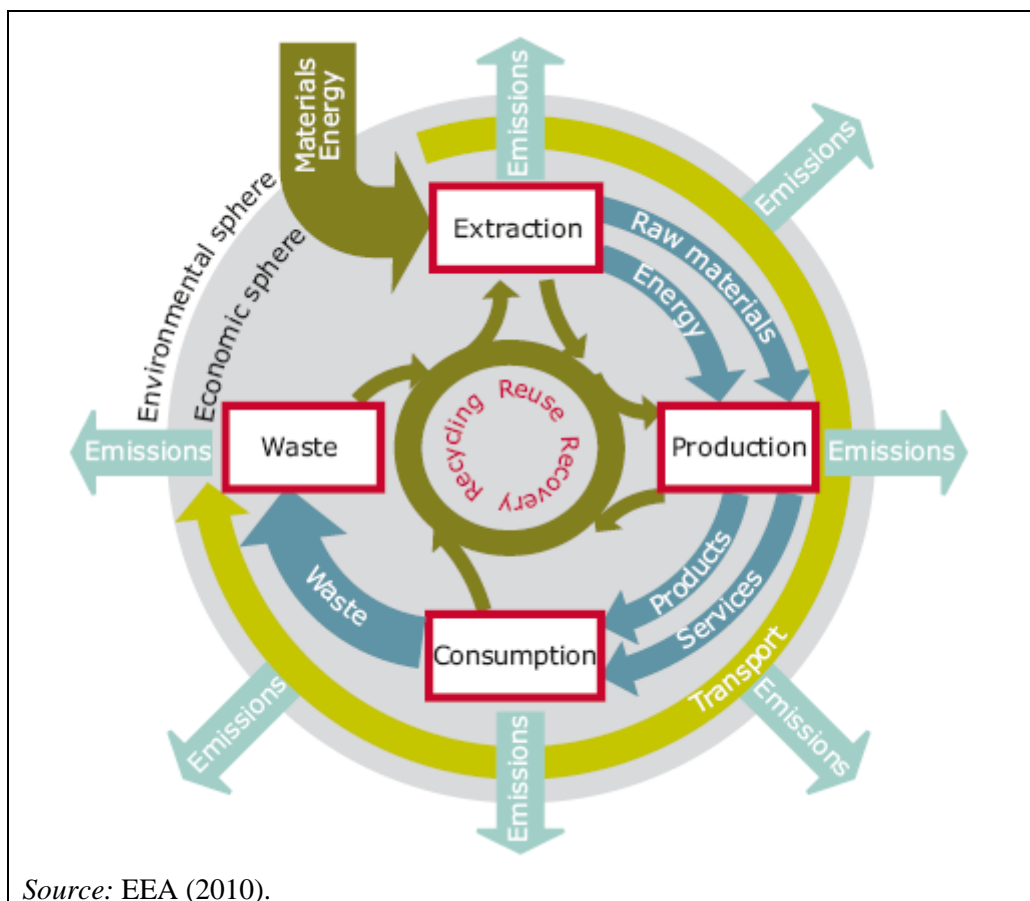 Materials
Energy
Emissions
Emissions
Environmental sphere
Economic sphere
Extraction
Raw materials
Energy
Recycling Reuse Recovery
Emissions
Waste
Production
Emissions
Waste
Products
Services
Consumption
Transport
Emissions
Emissions
Emissions
Source: EEA (2010).